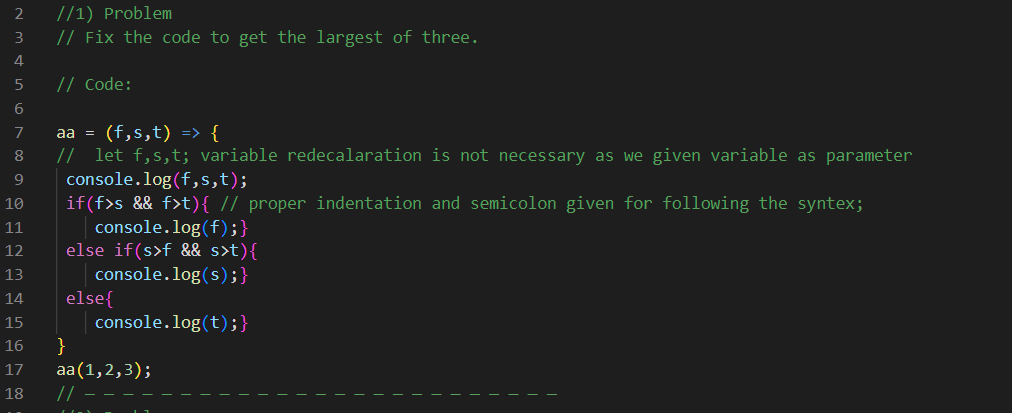 2 //1) Problem
3 // Fix the code to get the largest of three.
4
5 // Code:
6
7 aa = (f,s,t) => {
8 //  let f,s,t; variable redecalaration is not necessary as we given variable as parameter
9 console.log(f,s,t);
10 if(f>s && f>t){ // proper indentation and semicolon given for following the syntex;
11 console.log(f);}
12 else if(s>f && s>t){
13 console.log(s);}
14 else{
15 console.log(t);}
16 }
17 aa(1,2,3);
18 // — — — — — — — — — — — — — — — — — — — — — — — — —